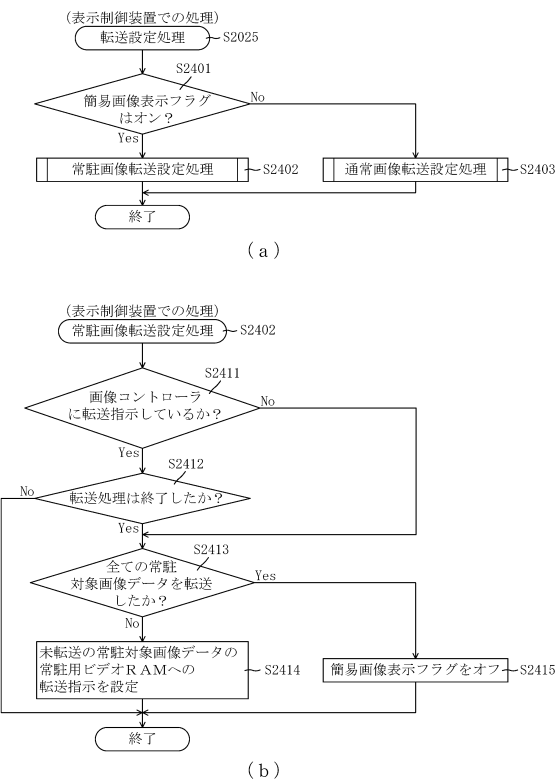 (表示制御装置での処理)
転送設定処理
S2025
S2401
簡易画像表示フラグ
はオン？
No
Yes
常駐画像転送設定処理
S2402
通常画像転送設定処理
S2403
終了
(a)
(表示制御装置での処理)
常駐画像転送設定処理
S2402
S2411
画像コントローラ
に転送指示しているか？
No
Yes
S2412
No
転送処理は終了したか？
Yes
S2413
全ての常駐
対象画像データを転送
したか？
Yes
No
未転送の常駐対象画像データの
常駐用ビデオRAMへの
転送指示を設定
S2414
簡易画像表示フラグをオフ
S2415
終了
(b)